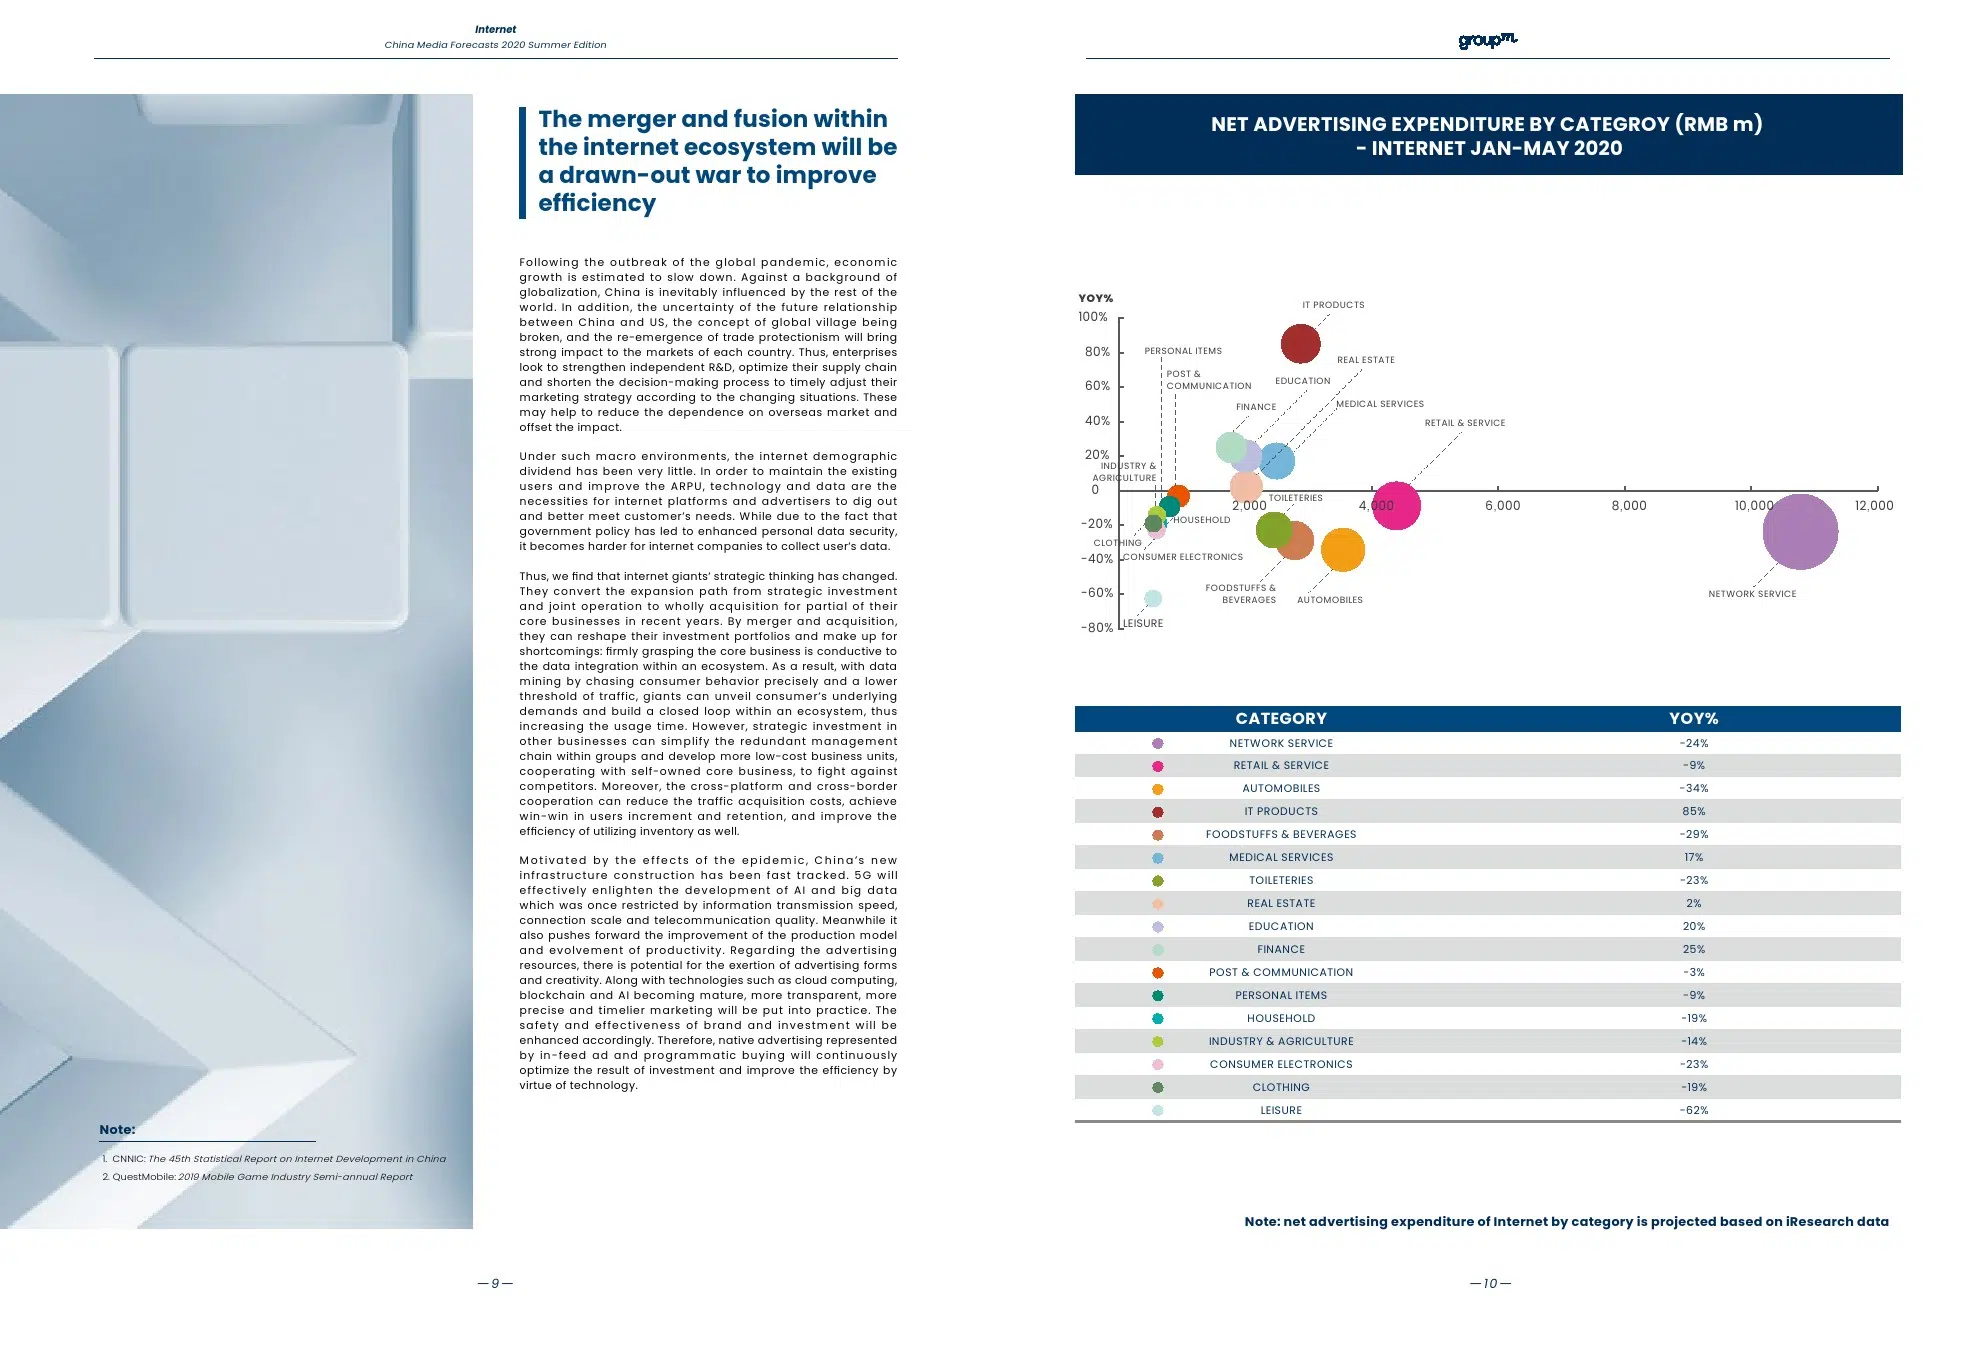 Internet
China Media Forecasts 2020 Summer Edition
The merger and fusion within
the internet ecosystem will be
a drawn-out war to improve
efficiency
Following the outbreak of the global pandemic, economic
growth is estimated to slow down. Against a background of
globalization, China is inevitably influenced by the rest of the
world. In addition, the uncertainty of the future relationship
between China and US, the concept of global village being
broken, and the re-emergence of trade protectionism will bring
strong impact to the markets of each country. Thus, enterprises
look to strengthen independent R&D, optimize their supply chain
and shorten the decision-making process to timely adjust their
marketing strategy according to the changing situations. These
may help to reduce the dependence on overseas market and
offset the impact.
Under such macro environments, the internet demographic
dividend has been very little. In order to maintain the existing
users and improve the ARPU, technology and data are the
necessities for internet platforms and advertisers to dig out
and better meet customer's needs. While due to the fact that
government policy has led to enhanced personal data security,
it becomes harder for internet companies to collect user's data.
Thus, we find that internet giants' strategic thinking has changed.
They convert the expansion path from strategic investment
and joint operation to wholly acquisition for partial of their
core businesses in recent years. By merger and acquisition,
they can reshape their investment portfolios and make up for
shortcomings: firmly grasping the core business is conductive to
the data integration within an ecosystem. As a result, with data
mining by chasing consumer behavior precisely and a lower
threshold of traffic, giants can unveil consumer's underlying
demands and build a closed loop within an ecosystem, thus
increasing the usage time. However, strategic investment in
other businesses can simplify the redundant management
chain within groups and develop more low-cost business units,
cooperating with self-owned core business, to fight against
competitors. Moreover, the cross-platform and cross-border
cooperation can reduce the traffic acquisition costs, achieve
win-win in users increment and retention, and improve the
efficiency of utilizing inventory as well.
Motivated by the effects of the epidemic, China's new
infrastructure construction has been fast tracked. 5G will
effectively enlighten the development of AI and big data
which was once restricted by information transmission speed,
connection scale and telecommunication quality. Meanwhile it
also pushes forward the improvement of the production model
and evolvement of productivity. Regarding the advertising
resources, there is potential for the exertion of advertising forms
and creativity. Along with technologies such as cloud computing,
blockchain and AI becoming mature, more transparent, more
precise and timelier marketing will be put into practice. The
safety and effectiveness of brand and investment will be
enhanced accordingly. Therefore, native advertising represented
by in-feed ad and programmatic buying will continuously
optimize the result of investment and improve the efficiency by
virtue of technology.
Note:
1. CNNIC: The 45th Statistical Report on Internet Development in China
2. QuestMobile: 2019 Mobile Game Industry Semi-annual Report
— 9 —
groupm
NET ADVERTISING EXPENDITURE BY CATEGROY (RMB m)
- INTERNET JAN-MAY 2020
YOY%
100%
80%
60%
40%
20%
0
-20%
-40%
-60%
-80%
2,000
4,000
6,000
8,000
10,000
12,000
IT PRODUCTS
PERSONAL ITEMS
REAL ESTATE
POST &
COMMUNICATION
EDUCATION
FINANCE
MEDICAL SERVICES
RETAIL & SERVICE
INDUSTRY &
AGRICULTURE
TOILETERIES
HOUSEHOLD
CLOTHING
CONSUMER ELECTRONICS
FOODSTUFFS &
BEVERAGES
AUTOMOBILES
NETWORK SERVICE
LEISURE
CATEGORY YOY%
NETWORK SERVICE -24%
RETAIL & SERVICE -9%
AUTOMOBILES -34%
IT PRODUCTS 85%
FOODSTUFFS & BEVERAGES -29%
MEDICAL SERVICES 17%
TOILETERIES -23%
REAL ESTATE 2%
EDUCATION 20%
FINANCE 25%
POST & COMMUNICATION -3%
PERSONAL ITEMS -9%
HOUSEHOLD -19%
INDUSTRY & AGRICULTURE -14%
CONSUMER ELECTRONICS -23%
CLOTHING -19%
LEISURE -62%
Note: net advertising expenditure of Internet by category is projected based on iResearch data
— 10 —